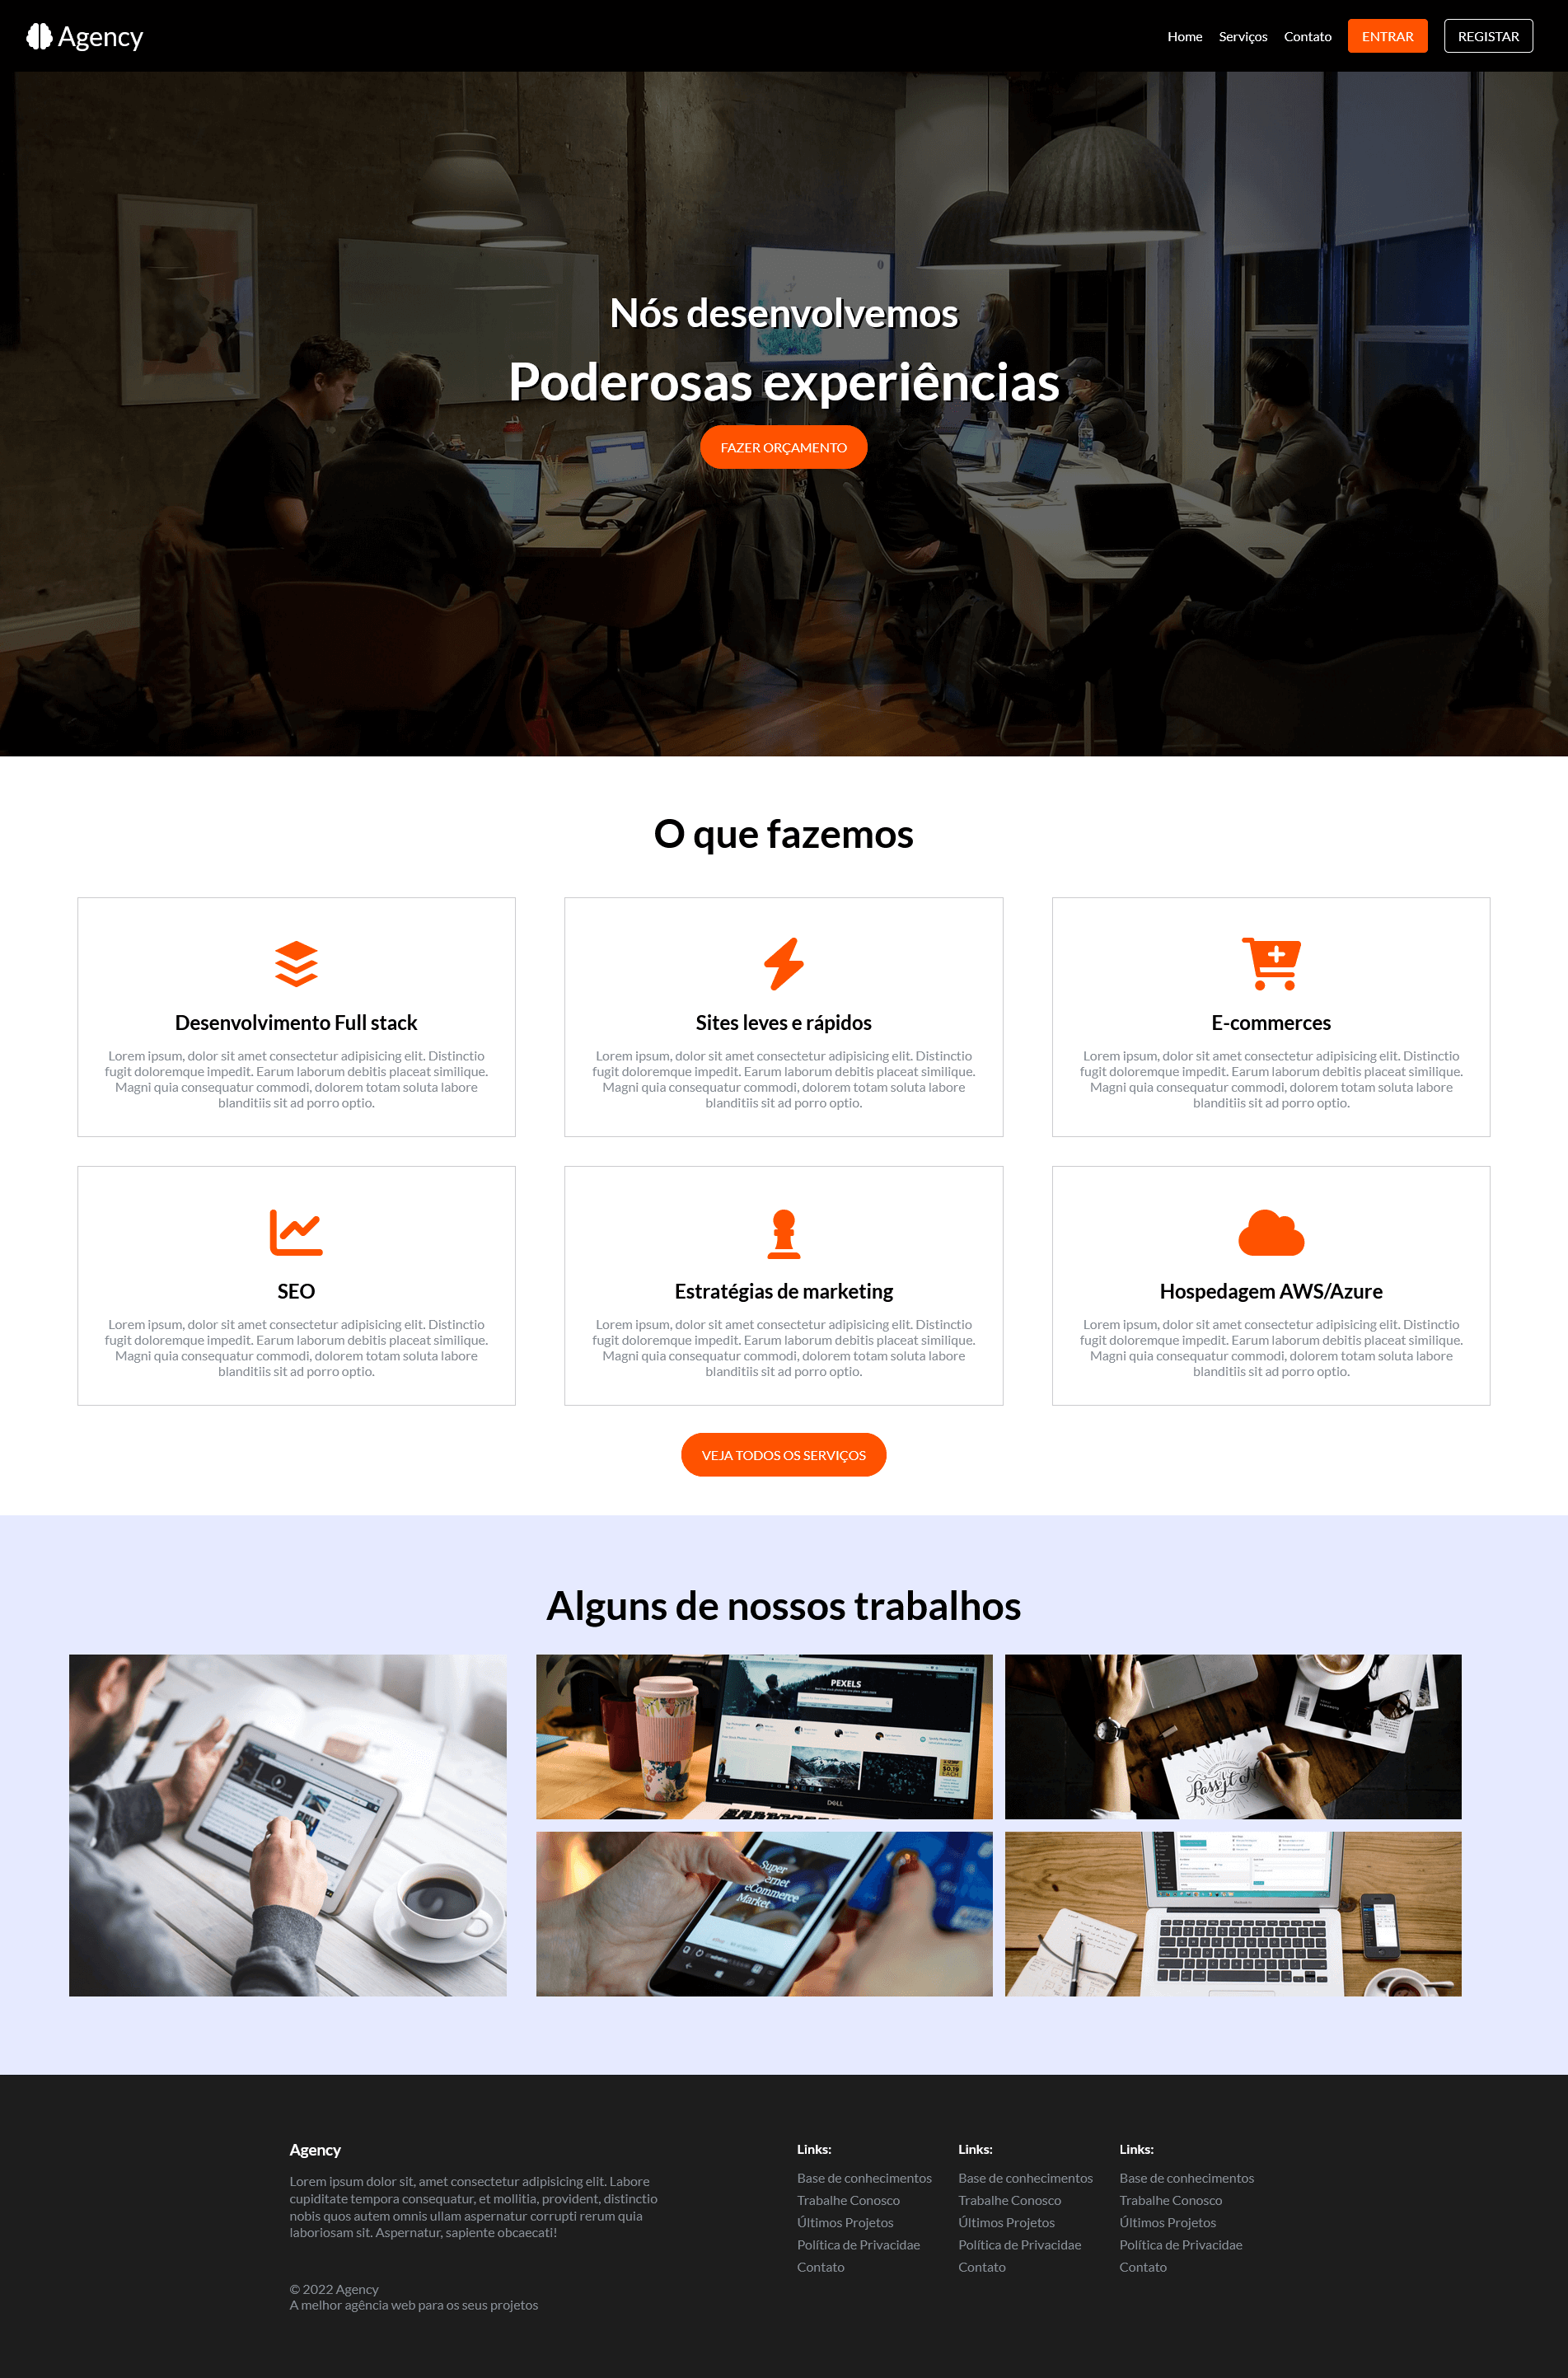 Agency
Home Serviços Contato ENTRAR REGISTAR
Nós desenvolvemos
Poderosas experiências
FAZER ORÇAMENTO
O que fazemos
Desenvolvimento Full stack
Lorem ipsum, dolor sit amet consectetur adipisicing elit. Distinctio
fugit doloremque impedit. Earum laborum debitis placeat similique.
Magni quia consequatur commodi, dolorem totam soluta labore
blanditiis sit ad porro optio.
Sites leves e rápidos
Lorem ipsum, dolor sit amet consectetur adipisicing elit. Distinctio
fugit doloremque impedit. Earum laborum debitis placeat similique.
Magni quia consequatur commodi, dolorem totam soluta labore
blanditiis sit ad porro optio.
E-commerces
Lorem ipsum, dolor sit amet consectetur adipisicing elit. Distinctio
fugit doloremque impedit. Earum laborum debitis placeat similique.
Magni quia consequatur commodi, dolorem totam soluta labore
blanditiis sit ad porro optio.
SEO
Lorem ipsum, dolor sit amet consectetur adipisicing elit. Distinctio
fugit doloremque impedit. Earum laborum debitis placeat similique.
Magni quia consequatur commodi, dolorem totam soluta labore
blanditiis sit ad porro optio.
Estratégias de marketing
Lorem ipsum, dolor sit amet consectetur adipisicing elit. Distinctio
fugit doloremque impedit. Earum laborum debitis placeat similique.
Magni quia consequatur commodi, dolorem totam soluta labore
blanditiis sit ad porro optio.
Hospedagem AWS/Azure
Lorem ipsum, dolor sit amet consectetur adipisicing elit. Distinctio
fugit doloremque impedit. Earum laborum debitis placeat similique.
Magni quia consequatur commodi, dolorem totam soluta labore
blanditiis sit ad porro optio.
VEJA TODOS OS SERVIÇOS
Alguns de nossos trabalhos
PEXELS
$0.19
DELL
Pass it
Super
eCommerce
Market
Agency
Lorem ipsum dolor sit, amet consectetur adipisicing elit. Labore
cupiditate tempora consequatur, et mollitia, provident, distinctio
nobis quos autem omnis ullam aspernatur corrupti rerum quia
laboriosam sit. Aspernatur, sapiente obcaecati!
© 2022 Agency
A melhor agência web para os seus projetos
Links:
Base de conhecimentos
Trabalhe Conosco
Últimos Projetos
Política de Privacidae
Contato
Links:
Base de conhecimentos
Trabalhe Conosco
Últimos Projetos
Política de Privacidae
Contato
Links:
Base de conhecimentos
Trabalhe Conosco
Últimos Projetos
Política de Privacidae
Contato